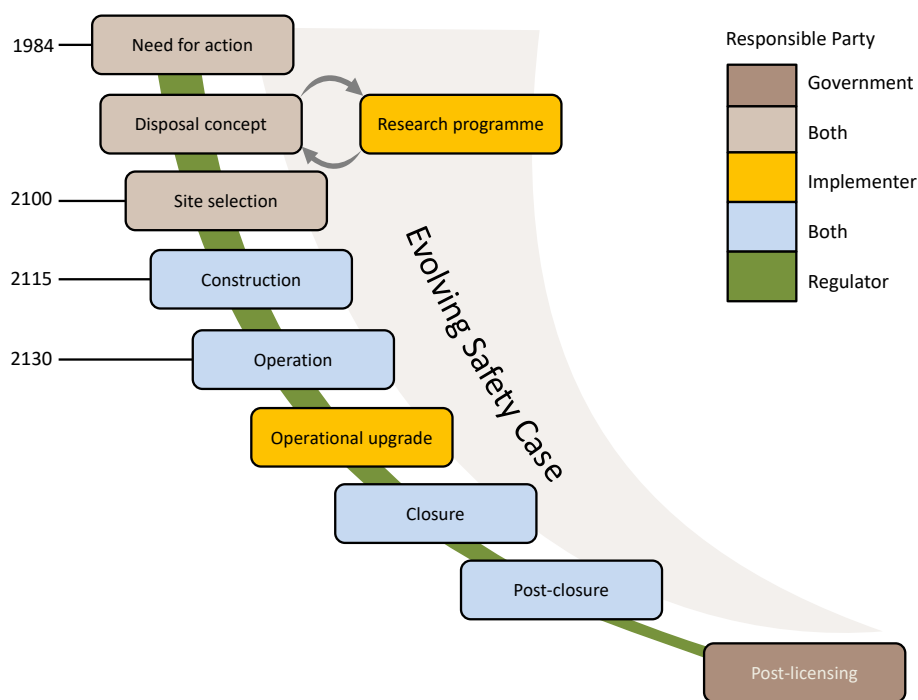 1984
Need for action
Disposal concept
Research programme
2100
Site selection
2115
Construction
2130
Operation
Operational upgrade
Closure
Post-closure
Post-licensing
Evolving Safety Case
Responsible Party
Government
Both
Implementer
Both
Regulator